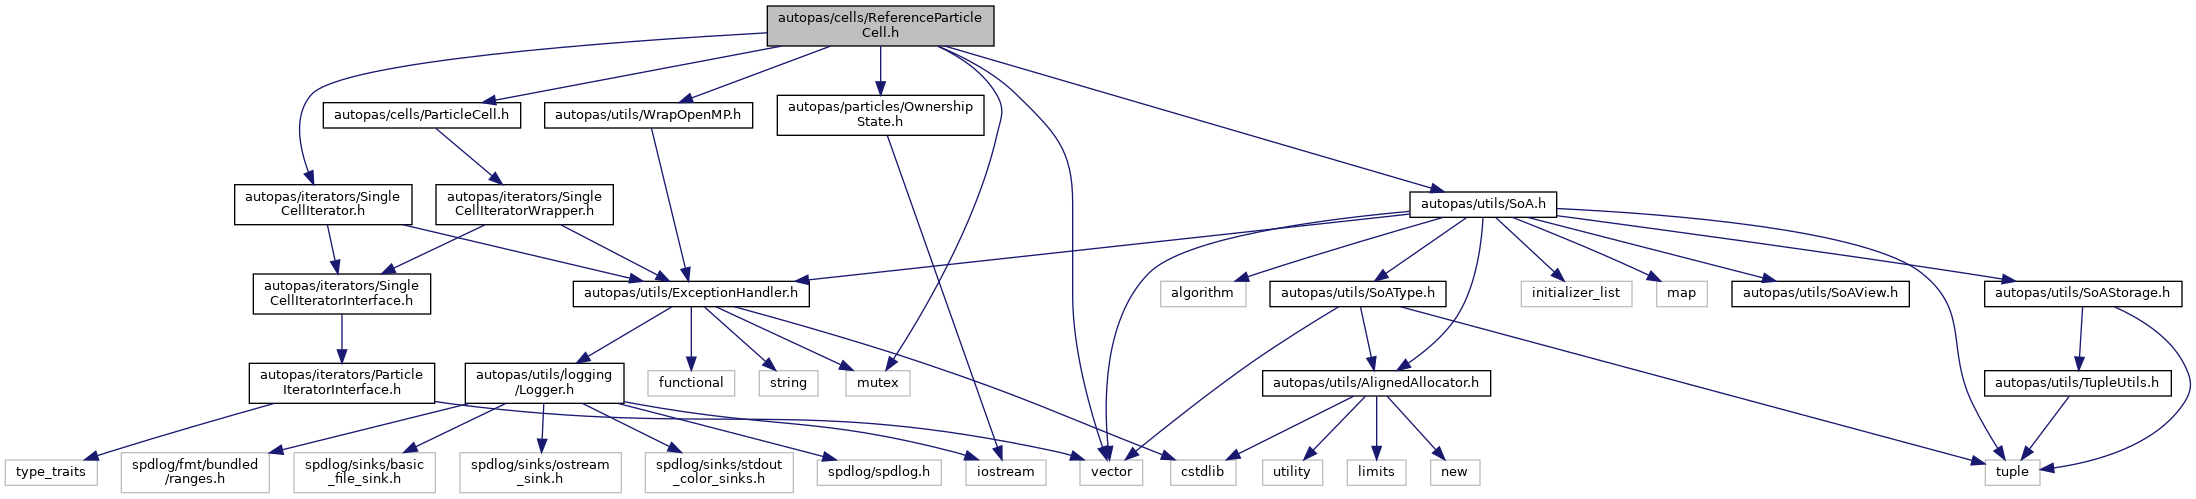 autopas/cells/ReferenceParticle
Cell.h
autopas/cells/ParticleCell.h
autopas/utils/WrapOpenMP.h
autopas/particles/Ownership
State.h
autopas/iterators/Single
CellIterator.h
autopas/iterators/Single
CellIteratorWrapper.h
autopas/utils/SoA.h
autopas/iterators/Single
CellIteratorInterface.h
autopas/utils/ExceptionHandler.h
algorithm
autopas/utils/SoAType.h
initializer_list
map
autopas/utils/SoAView.h
autopas/utils/SoAStorage.h
autopas/iterators/Particle
IteratorInterface.h
autopas/utils/logging
/Logger.h
functional
string
mutex
autopas/utils/AlignedAllocator.h
autopas/utils/TupleUtils.h
type_traits
spdlog/fmt/bundled
/ranges.h
spdlog/sinks/basic
_file_sink.h
spdlog/sinks/ostream
_sink.h
spdlog/sinks/stdout
_color_sinks.h
spdlog/spdlog.h
iostream
vector
cstdlib
utility
limits
new
tuple